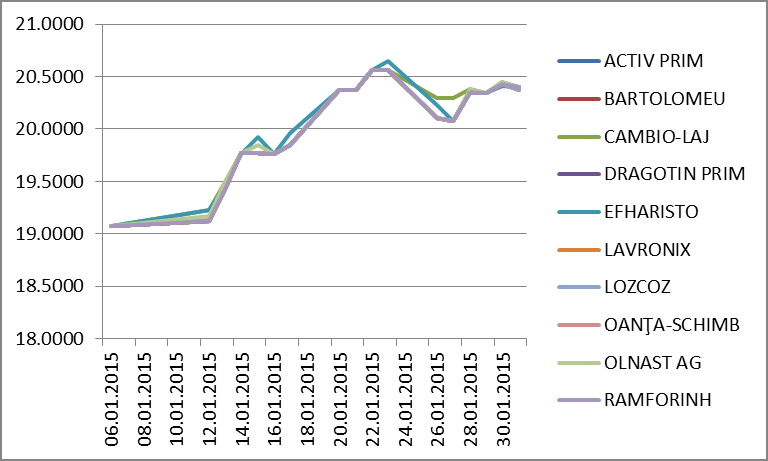 21.0000
20.5000
20.0000
19.5000
19.0000
18.5000
18.0000
06.01.2015
08.01.2015
10.01.2015
12.01.2015
14.01.2015
16.01.2015
18.01.2015
20.01.2015
22.01.2015
24.01.2015
26.01.2015
28.01.2015
30.01.2015
ACTIV PRIM
BARTOLOMEU
CAMBIO-LAJ
DRAGOTIN PRIM
EFHARISTO
LAVRONIX
LOZCOZ
OANŢA-SCHIMB
OLNAST AG
RAMFORINH